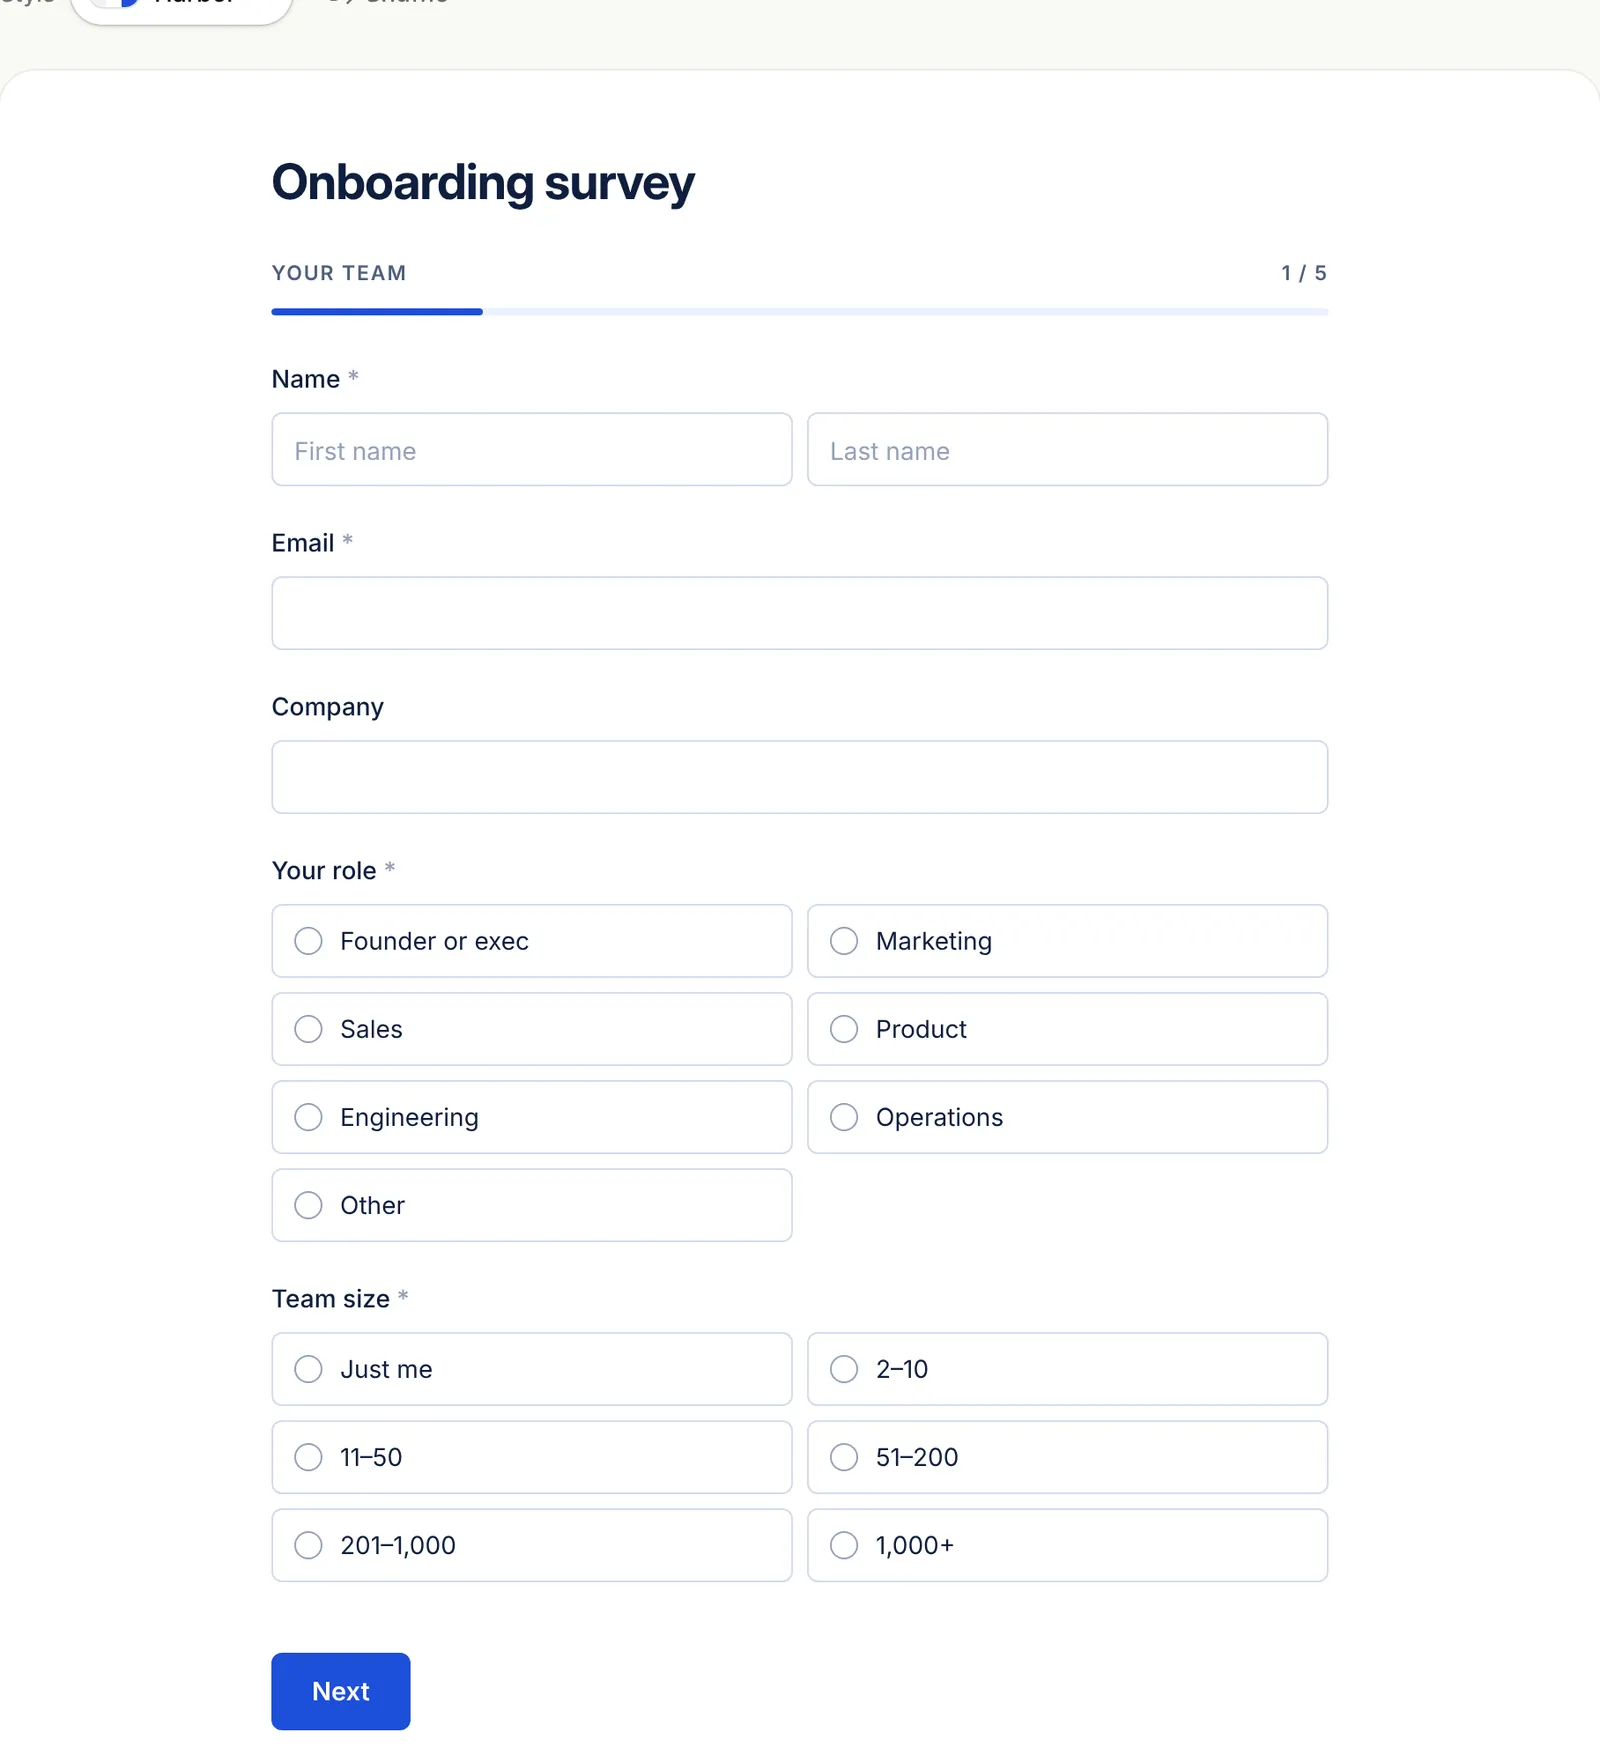 Style
Onboarding survey
YOUR TEAM 1 / 5
Name *
First name Last name
Email *
Company
Your role *
Founder or exec Marketing
Sales Product
Engineering Operations
Other
Team size *
Just me 2–10
11–50 51–200
201–1,000 1,000+
Next